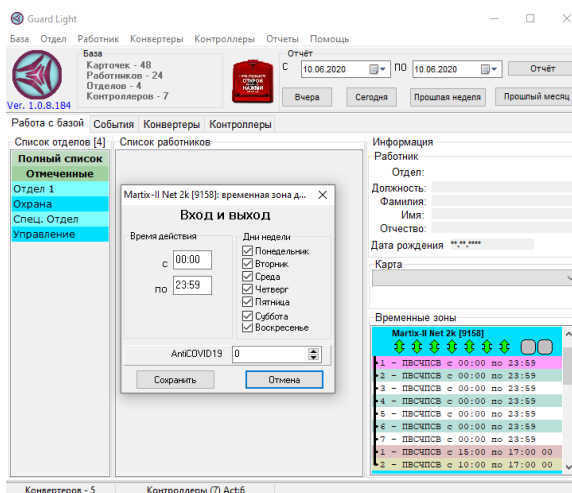 Guard Light
База Отдел Работник Конвертеры Контроллеры Отчеты Помощь
База
Карточек - 48
Работников - 24
Отделов - 4
Контроллеров - 7
Ver. 1.0.8.184
Отчёт
С 10.06.2020 ПО 10.06.2020 Отчёт
Вчера Сегодня Прошлая неделя Прошлый месяц
Работа с базой События Конвертеры Контроллеры
Список отделов [4]
Полный список
Отмеченные
Отдел 1
Охрана
Спец. Отдел
Управление
Список работников
Martix-II Net 2k [9158]: временная зона д...
Вход и выход
Время действия
с 00:00
по 23:59
Дни недели
Понедельник
Вторник
Среда
Четверг
Пятница
Суббота
Воскресенье
AntiCOVID19 0
Сохранить Отмена
Информация
Работник
Отдел:
Должность:
Фамилия:
Имя:
Отчество:
Дата рождения **.**.****
Карта
Временные зоны
Martix-II Net 2k [9158]
1 - ПВСЧПСВ с 00:00 по 23:59
2 - ПВСЧПСВ с 00:00 по 23:59
3 - ПВСЧПСВ с 00:00 по 23:59
4 - ПВСЧПСВ с 00:00 по 23:59
5 - ПВСЧПСВ с 00:00 по 23:59
6 - ПВСЧПСВ с 00:00 по 23:59
7 - ПВСЧПСВ с 00:00 по 23:59
1 - ПВСЧПСВ с 15:00 по 17:00 00
2 - ПВСЧПСВ с 10:00 по 17:00 00
Конвертеров - 5 Контроллеры (7) Act:6